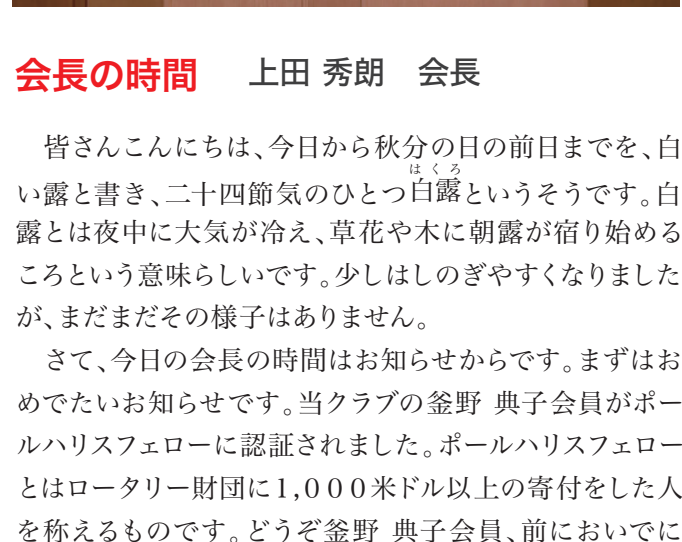 会長の時間　上田 秀朗　会長
皆さんこんにちは、今日から秋分の日の前日までを、白
い露と書き、二十四節気のひとつ白露というそうです。白
はくろ
露とは夜中に大気が冷え、草花や木に朝露が宿り始める
ころという意味らしいです。少しはしのぎやすくなりました
が、まだまだその様子はありません。
さて、今日の会長の時間はお知らせからです。まずはお
めでたいお知らせです。当クラブの釜野 典子会員がポー
ルハリスフェローに認証されました。ポールハリスフェロー
とはロータリー財団に1,000米ドル以上の寄付をした人
を称えるものです。どうぞ釜野 典子会員、前においでに